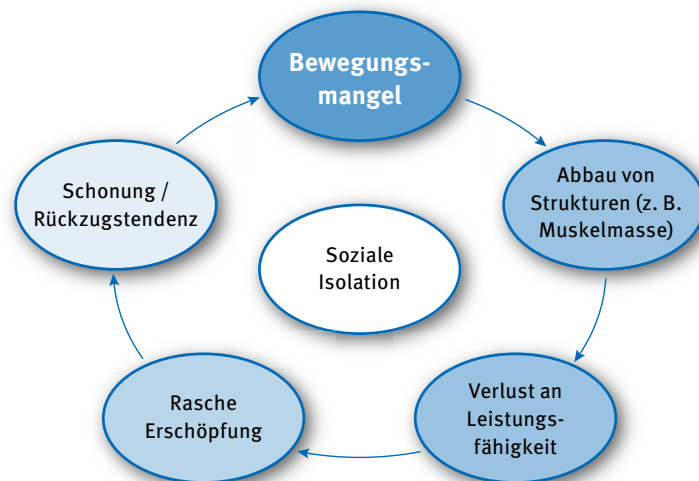 Bewegungs-
mangel
Abbau von
Strukturen (z. B.
Muskelmasse)
Verlust an
Leistungs-
fähigkeit
Rasche
Erschöpfung
Schonung /
Rückzugstendenz
Soziale
Isolation